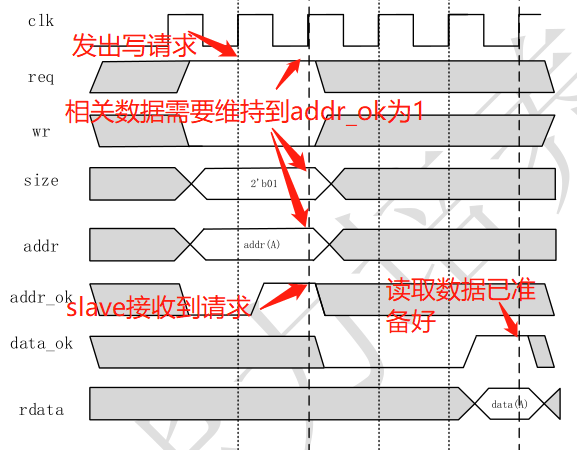 clk
发出写请求
req
相关数据需要维持到addr_ok为1
wr
size
2'b01
addr
addr(A)
读取数据已准
备好
addr_ok
slave接收到请求
data_ok
rdata
data(A)